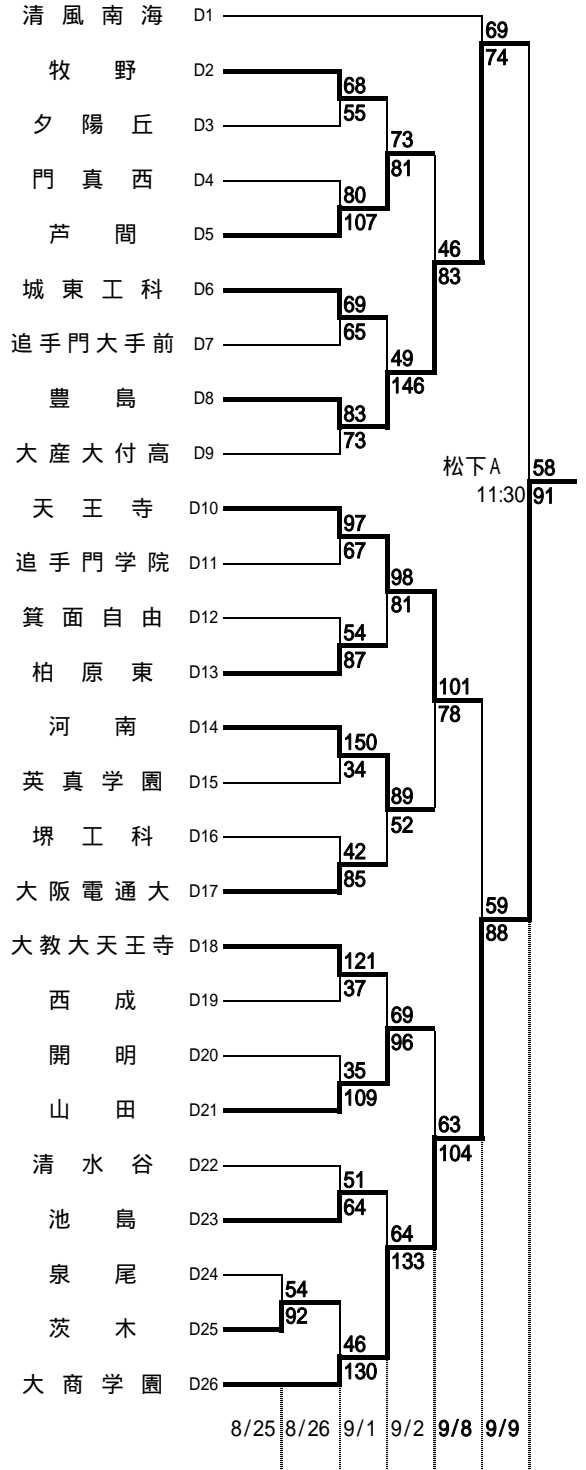 清風南海 D1
69
74
牧野 D2
68
55
夕陽丘 D3
73
81
門真西 D4
80
107
芦間 D5
46
83
城東工科 D6
69
65
追手門大手前 D7
49
146
豊島 D8
83
73
大産大付高 D9
松下A 58
11:30 91
天王寺 D10
97
67
追手門学院 D11
98
81
箕面自由 D12
54
87
柏原東 D13
101
78
河南 D14
150
34
英真学園 D15
89
52
堺工科 D16
42
85
大阪電通大 D17
59
88
大教大天王寺 D18
121
37
西成 D19
69
96
開明 D20
35
109
山田 D21
63
104
清水谷 D22
51
64
池島 D23
64
133
泉尾 D24
54
92
茨木 D25
46
130
大商学園 D26
8/25 8/26 9/1 9/2 9/8 9/9